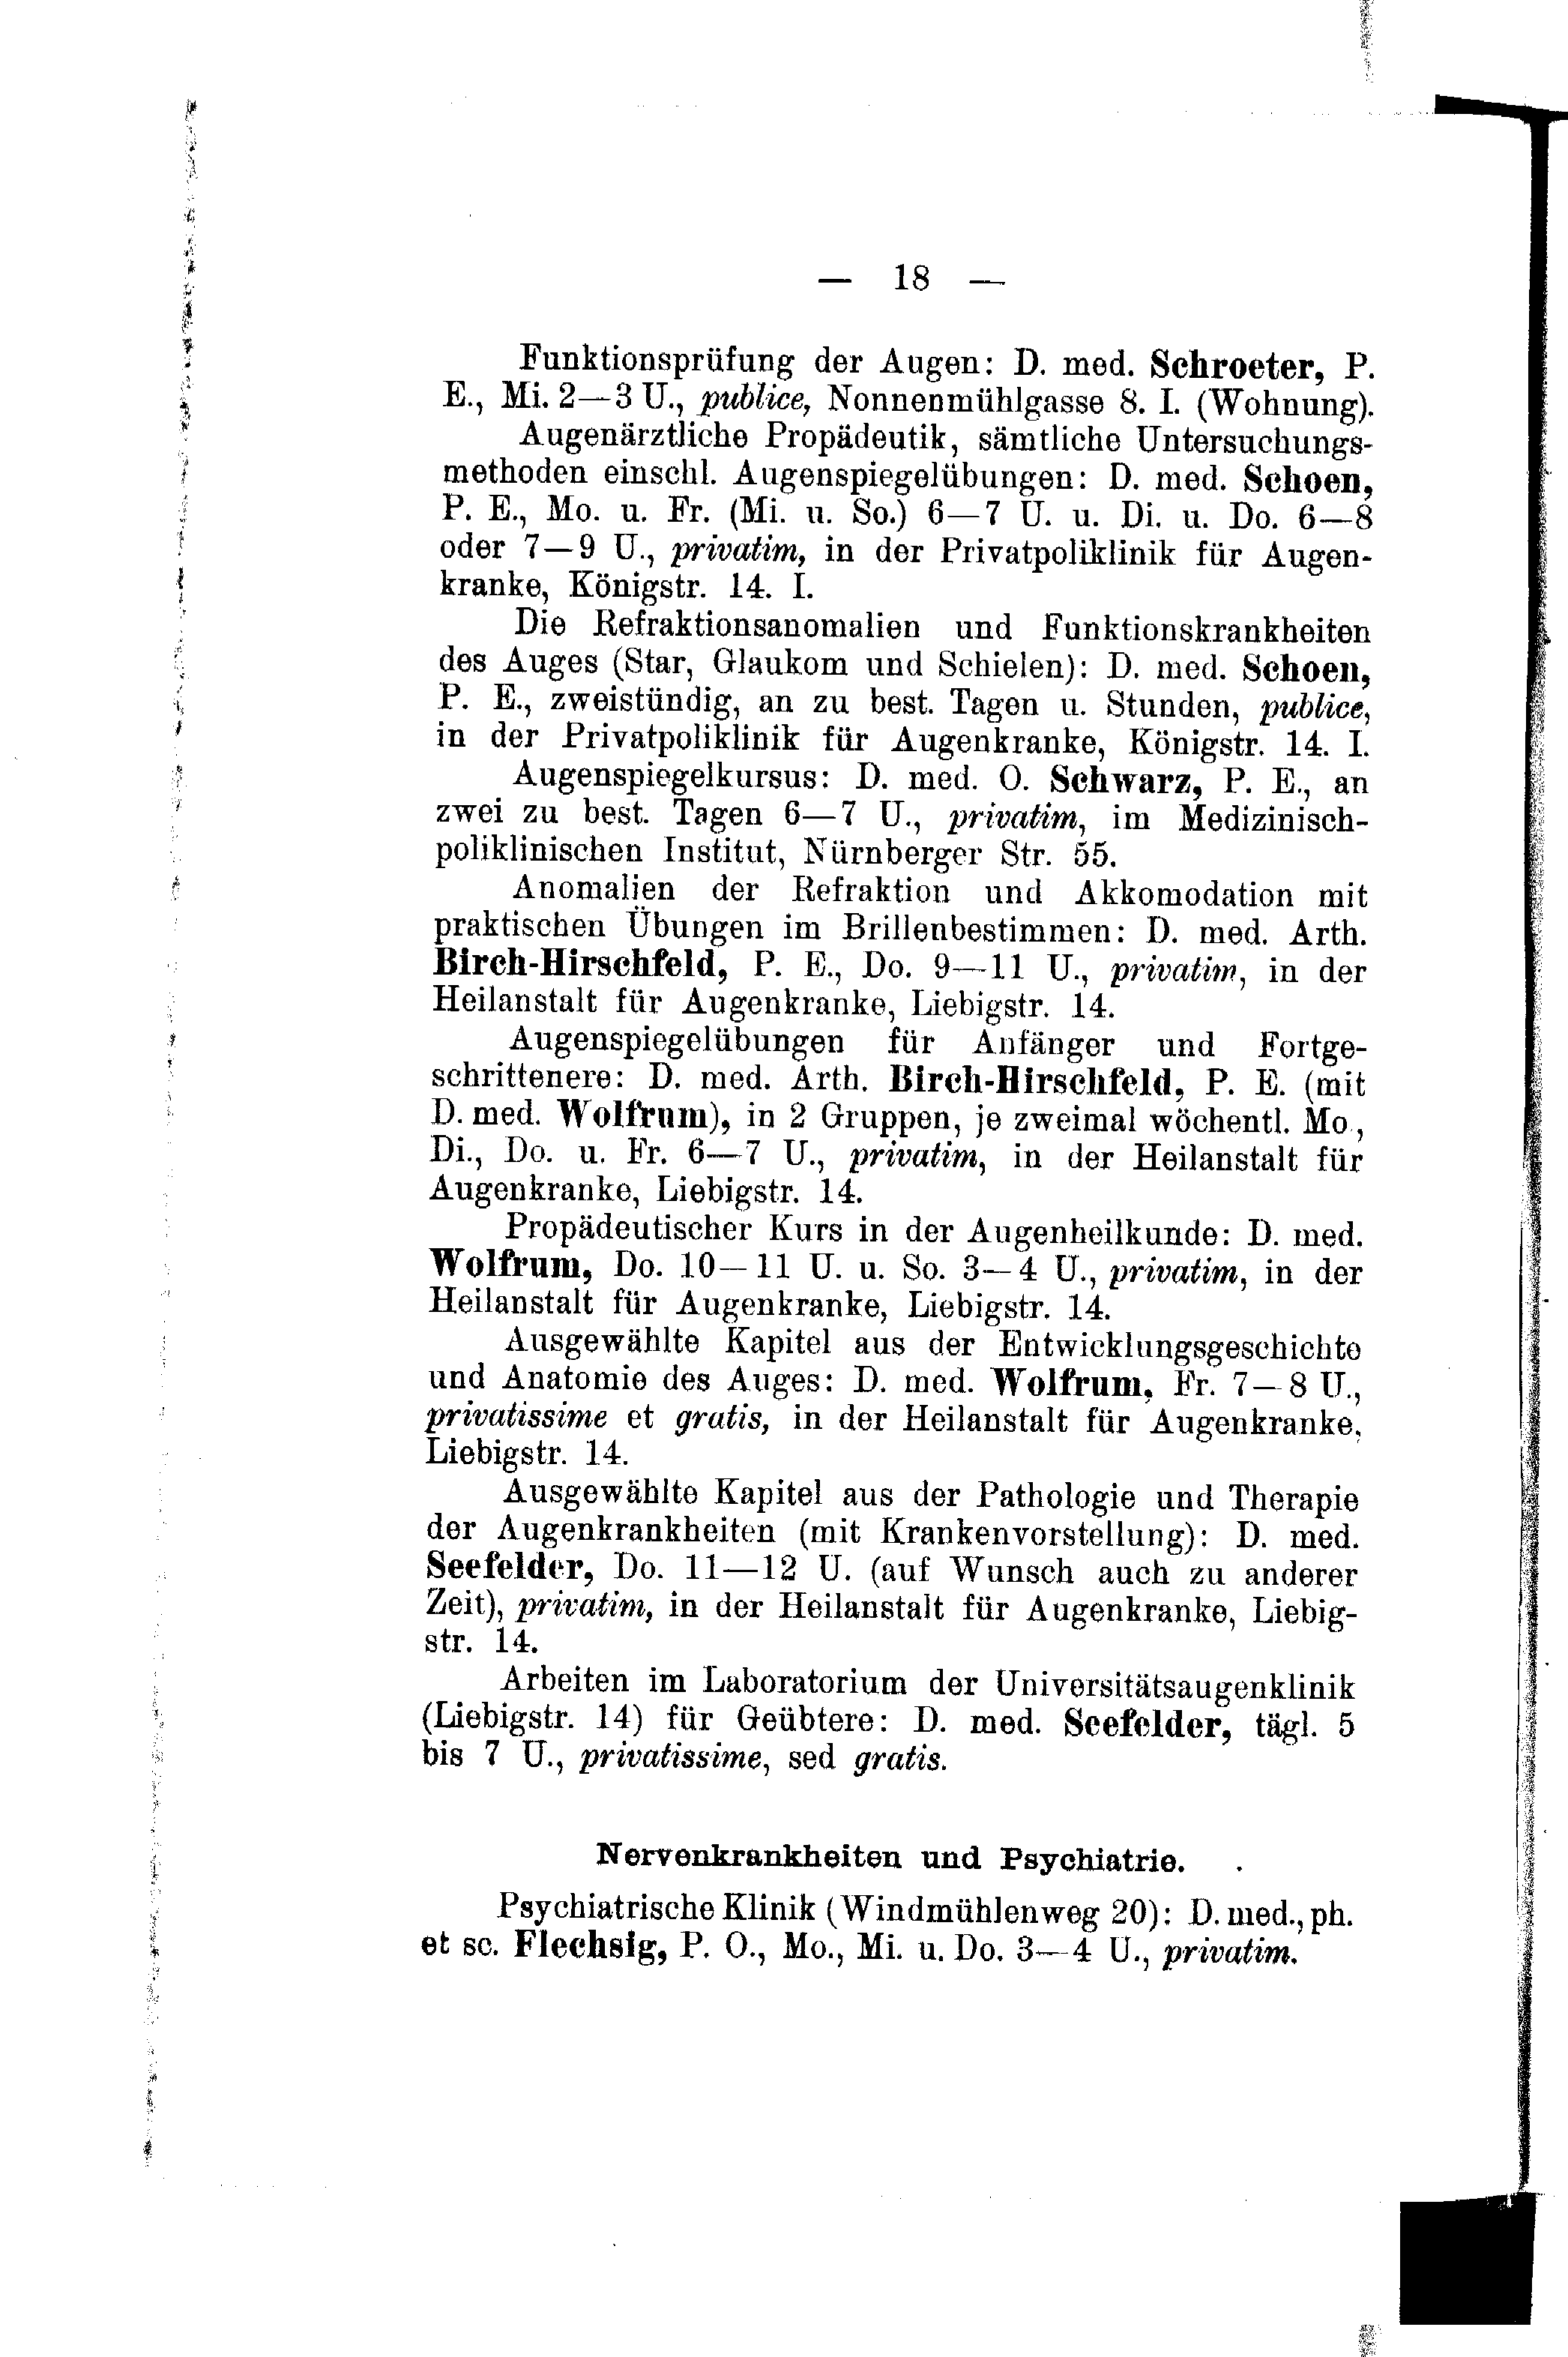 — 18 —
Funktionsprüfung der Augen: D. med. Schroeter, P.
E., Mi. 2—3 U., publice, Nonnenmühlgasse 8. I. (Wohnung).
Augenärztliche Propädeutik, sämtliche Untersuchungs-
methoden einschl. Augenspiegelübungen: D. med. Schoen,
P. E., Mo. u. Fr. (Mi. u. So.) 6—7 U. u. Di. u. Do. 6—8
oder 7—9 U., privatim, in der Privatpoliklinik für Augen-
kranke, Königstr. 14. I.
Die Refraktionsanomalien und Funktionskrankheiten
des Auges (Star, Glaukom und Schielen): D. med. Schoen,
P. E., zweistündig, an zu best. Tagen u. Stunden, publice,
in der Privatpoliklinik für Augenkranke, Königstr. 14. I.
Augenspiegelkursus: D. med. O. Schwarz, P. E., an
zwei zu best. Tagen 6—7 U., privatim, im Medizinisch-
poliklinischen Institut, Nürnberger Str. 55.
Anomalien der Refraktion und Akkomodation mit
praktischen Übungen im Brillenbestimmen: D. med. Arth.
Birch-Hirschfeld, P. E., Do. 9—11 U., privatim, in der
Heilanstalt für Augenkranke, Liebigstr. 14.
Augenspiegelübungen für Anfänger und Fortge-
schrittenere: D. med. Arth. Birch-Hirschfeld, P. E. (mit
D. med. Wolfrum), in 2 Gruppen, je zweimal wöchentl. Mo.,
Di., Do. u. Fr. 6—7 U., privatim, in der Heilanstalt für
Augenkranke, Liebigstr. 14.
Propädeutischer Kurs in der Augenheilkunde: D. med.
Wolfrum, Do. 10—11 U. u. So. 3—4 U., privatim, in der
Heilanstalt für Augenkranke, Liebigstr. 14.
Ausgewählte Kapitel aus der Entwicklungsgeschichte
und Anatomie des Auges: D. med. Wolfrum, Fr. 7—8 U.,
privatissime et gratis, in der Heilanstalt für Augenkranke,
Liebigstr. 14.
Ausgewählte Kapitel aus der Pathologie und Therapie
der Augenkrankheiten (mit Krankenvorstellung): D. med.
Seefelder, Do. 11—12 U. (auf Wunsch auch zu anderer
Zeit), privatim, in der Heilanstalt für Augenkranke, Liebig-
str. 14.
Arbeiten im Laboratorium der Universitätsaugenklinik
(Liebigstr. 14) für Geübtere: D. med. Seefelder, tägl. 5
bis 7 U., privatissime, sed gratis.
Nervenkrankheiten und Psychiatrie.
Psychiatrische Klinik (Windmühlenweg 20): D. med., ph.
et sc. Flechsig, P. O., Mo., Mi. u. Do. 3—4 U., privatim.